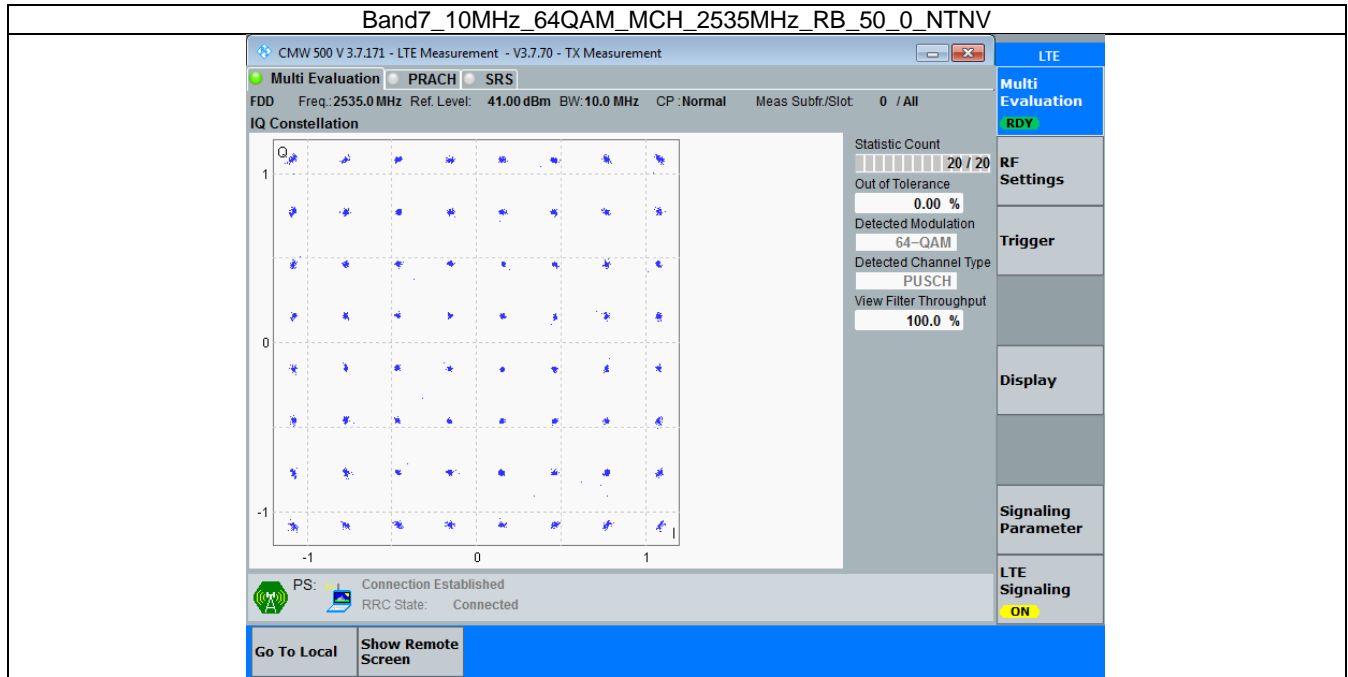 Band7_10MHz_64QAM_MCH_2535MHz_RB_50_0_NTNV
CMW 500 V 3.7.171 - LTE Measurement - V3.7.70 - TX Measurement
LTE
Multi Evaluation PRACH SRS
Multi
Evaluation
RDY
FDD Freq.:2535.0 MHz Ref. Level: 41.00 dBm BW:10.0 MHz CP :Normal Meas Subfr./Slot: 0 / All
IQ Constellation
Q
1
0
-1
-1 0 1
I
Statistic Count
20 / 20
Out of Tolerance
0.00 %
Detected Modulation
64-QAM
Detected Channel Type
PUSCH
View Filter Throughput
100.0 %
RF
Settings
Trigger
Display
Signaling
Parameter
LTE
Signaling
ON
PS: Connection Established
RRC State: Connected
Go To Local
Show Remote
Screen